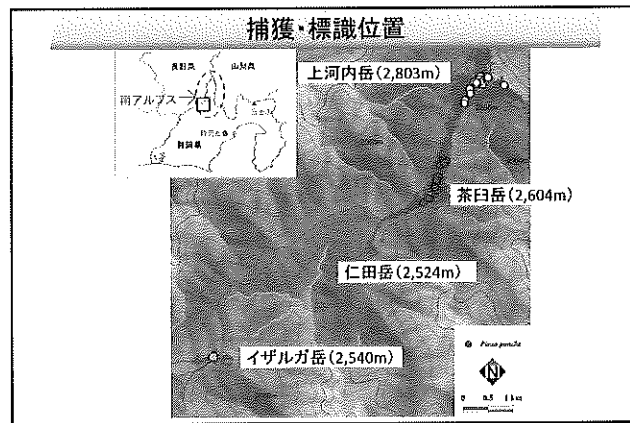 捕獲・標識位置
長野県
山梨県
南アルプス
静岡県
上河内岳(2,803m)
茶臼岳(2,604m)
仁田岳(2,524m)
イザルガ岳(2,540m)
Pinus pumila
N
0 0.5 1 km